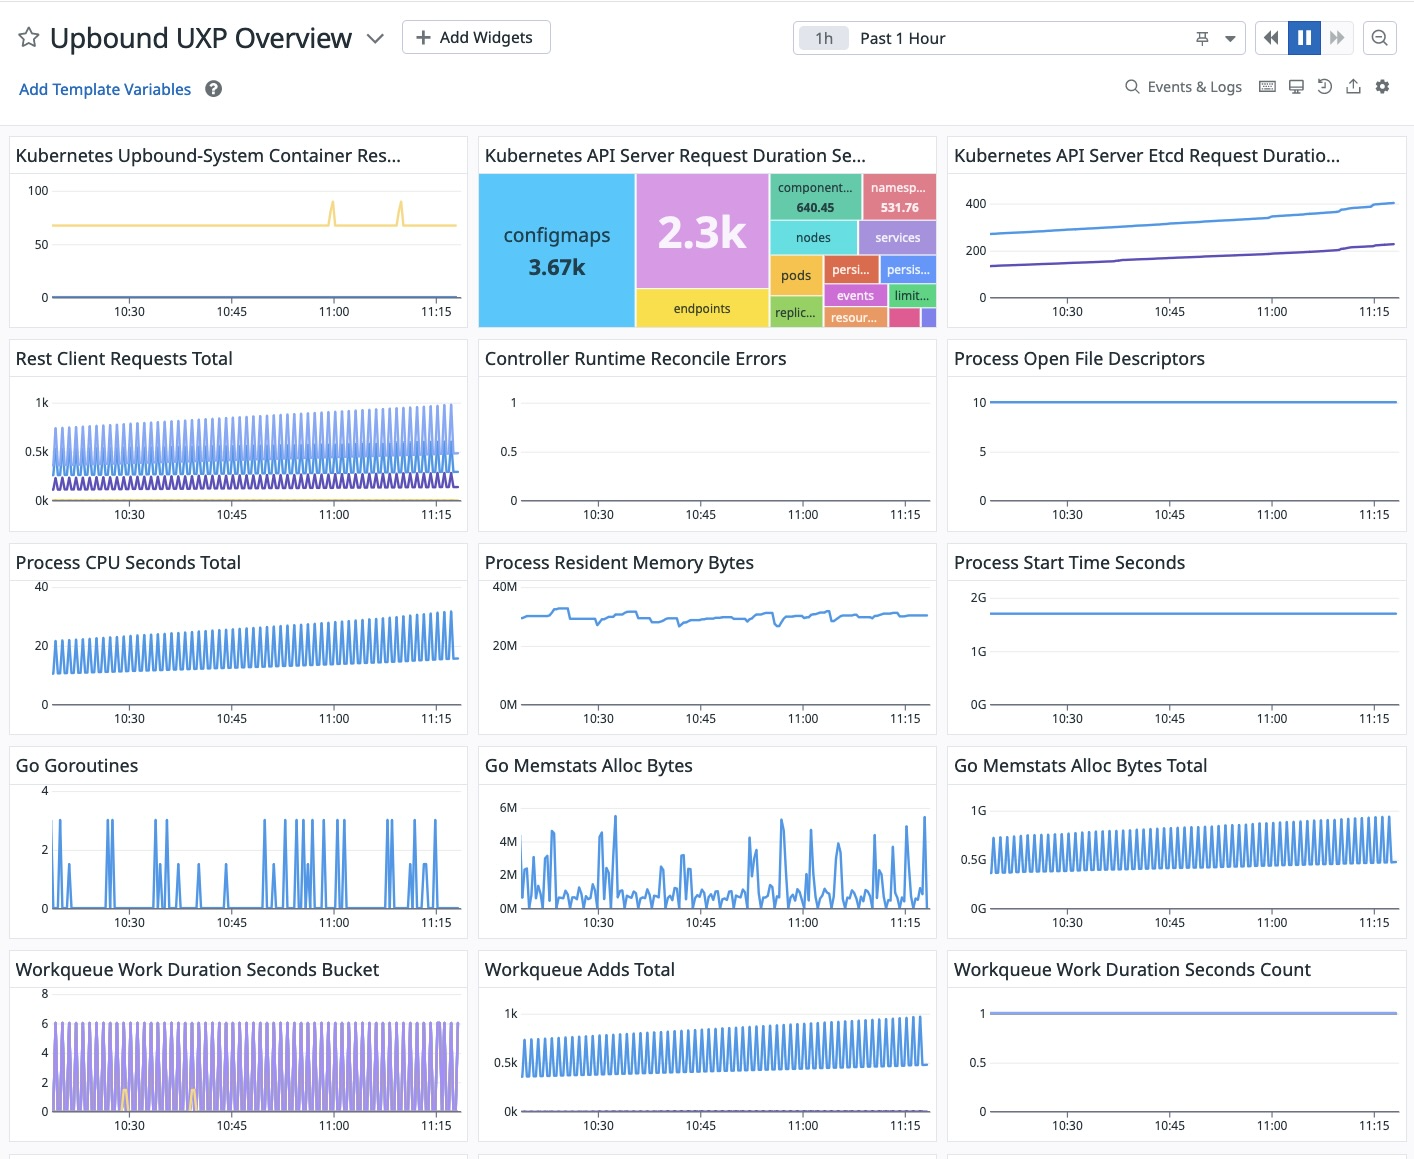 Upbound UXP Overview
+ Add Widgets
1h Past 1 Hour
Add Template Variables ?
Events & Logs
Kubernetes Upbound-System Container Res...
100
50
0
10:30 10:45 11:00 11:15
Kubernetes API Server Request Duration Se...
configmaps
3.67k
2.3k
endpoints
component...
640.45
namesp...
531.76
nodes
services
pods
persi...
persis...
events
limit...
replic...
resour...
Kubernetes API Server Etcd Request Duratio...
400
200
0
10:30 10:45 11:00 11:15
Rest Client Requests Total
1k
0.5k
0k
10:30 10:45 11:00 11:15
Controller Runtime Reconcile Errors
1
0.5
0
10:30 10:45 11:00 11:15
Process Open File Descriptors
10
5
0
10:30 10:45 11:00 11:15
Process CPU Seconds Total
40
20
0
10:30 10:45 11:00 11:15
Process Resident Memory Bytes
40M
20M
0M
10:30 10:45 11:00 11:15
Process Start Time Seconds
2G
1G
0G
10:30 10:45 11:00 11:15
Go Goroutines
4
2
0
10:30 10:45 11:00 11:15
Go Memstats Alloc Bytes
6M
4M
2M
0M
10:30 10:45 11:00 11:15
Go Memstats Alloc Bytes Total
1G
0.5G
0G
10:30 10:45 11:00 11:15
Workqueue Work Duration Seconds Bucket
8
6
4
2
0
10:30 10:45 11:00 11:15
Workqueue Adds Total
1k
0.5k
0k
10:30 10:45 11:00 11:15
Workqueue Work Duration Seconds Count
1
0.5
0
10:30 10:45 11:00 11:15